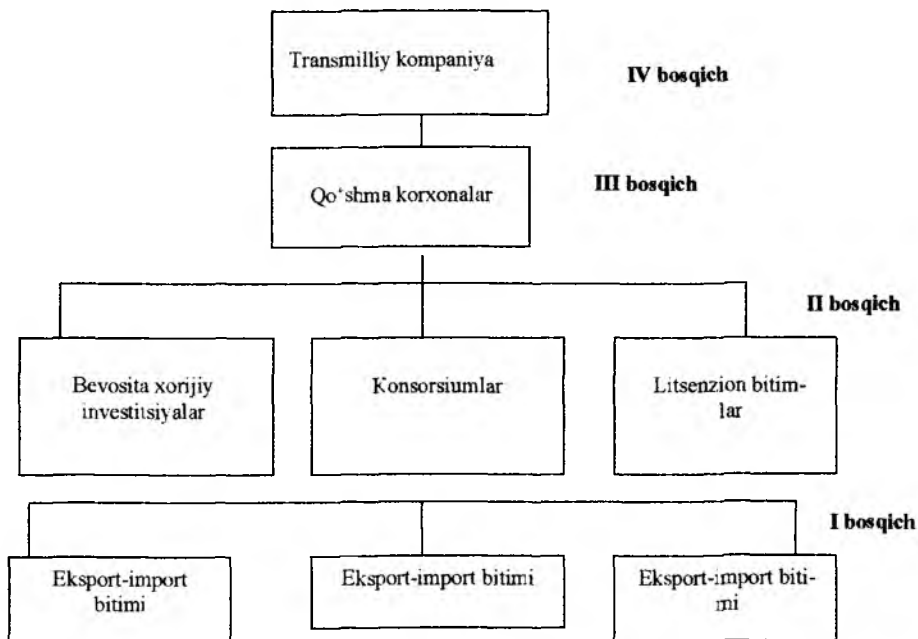 Transmilliy kompaniya
IV bosqich
Qo‘shma korxonalar
III bosqich
II bosqich
Bevosita xorijiy
investitsiyalar
Konsorsiumlar
Litsenzion bitim-
lar
I bosqich
Eksport-import
bitimi
Eksport-import bitimi
Eksport-import biti-
mi